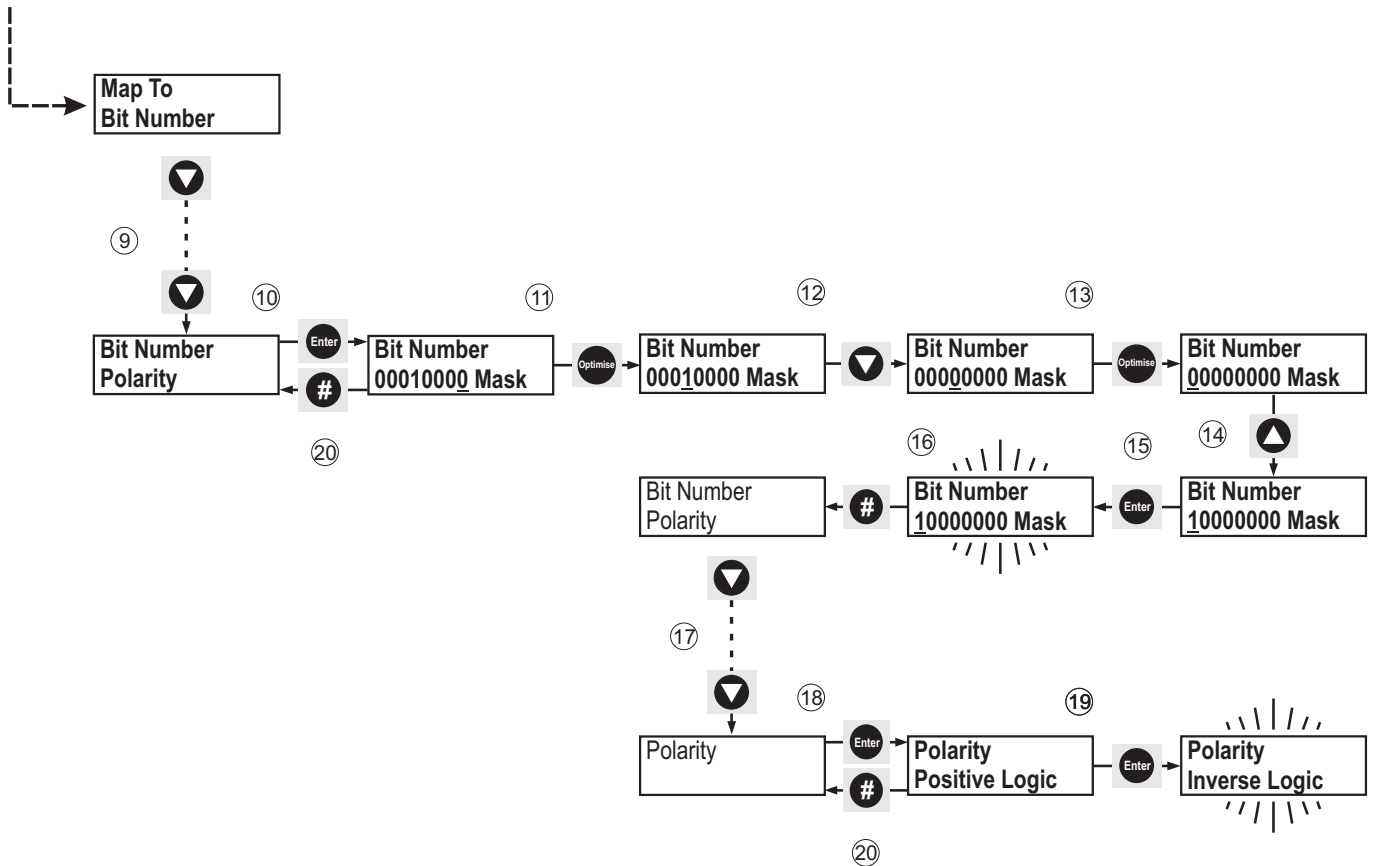 Map To
Bit Number
9
10
11
12
13
Bit Number
Polarity
Enter
#
Bit Number
00010000 Mask
Optimise
Bit Number
00010000 Mask
Bit Number
00000000 Mask
Optimise
Bit Number
00000000 Mask
20
16
15
14
Bit Number
Polarity
#
Bit Number
10000000 Mask
Enter
Bit Number
10000000 Mask
17
18
19
Polarity
Enter
#
Polarity
Positive Logic
Enter
Polarity
Inverse Logic
20